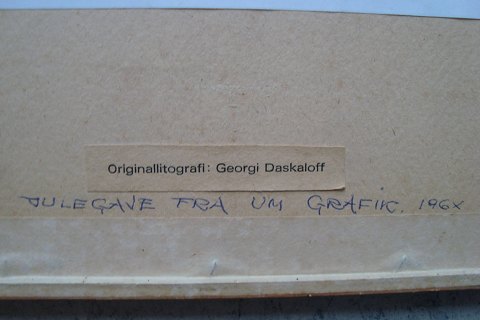 Originallitografi: Georgi Daskaloff
JULEGAVE FRA UM GRAFIK. 196x